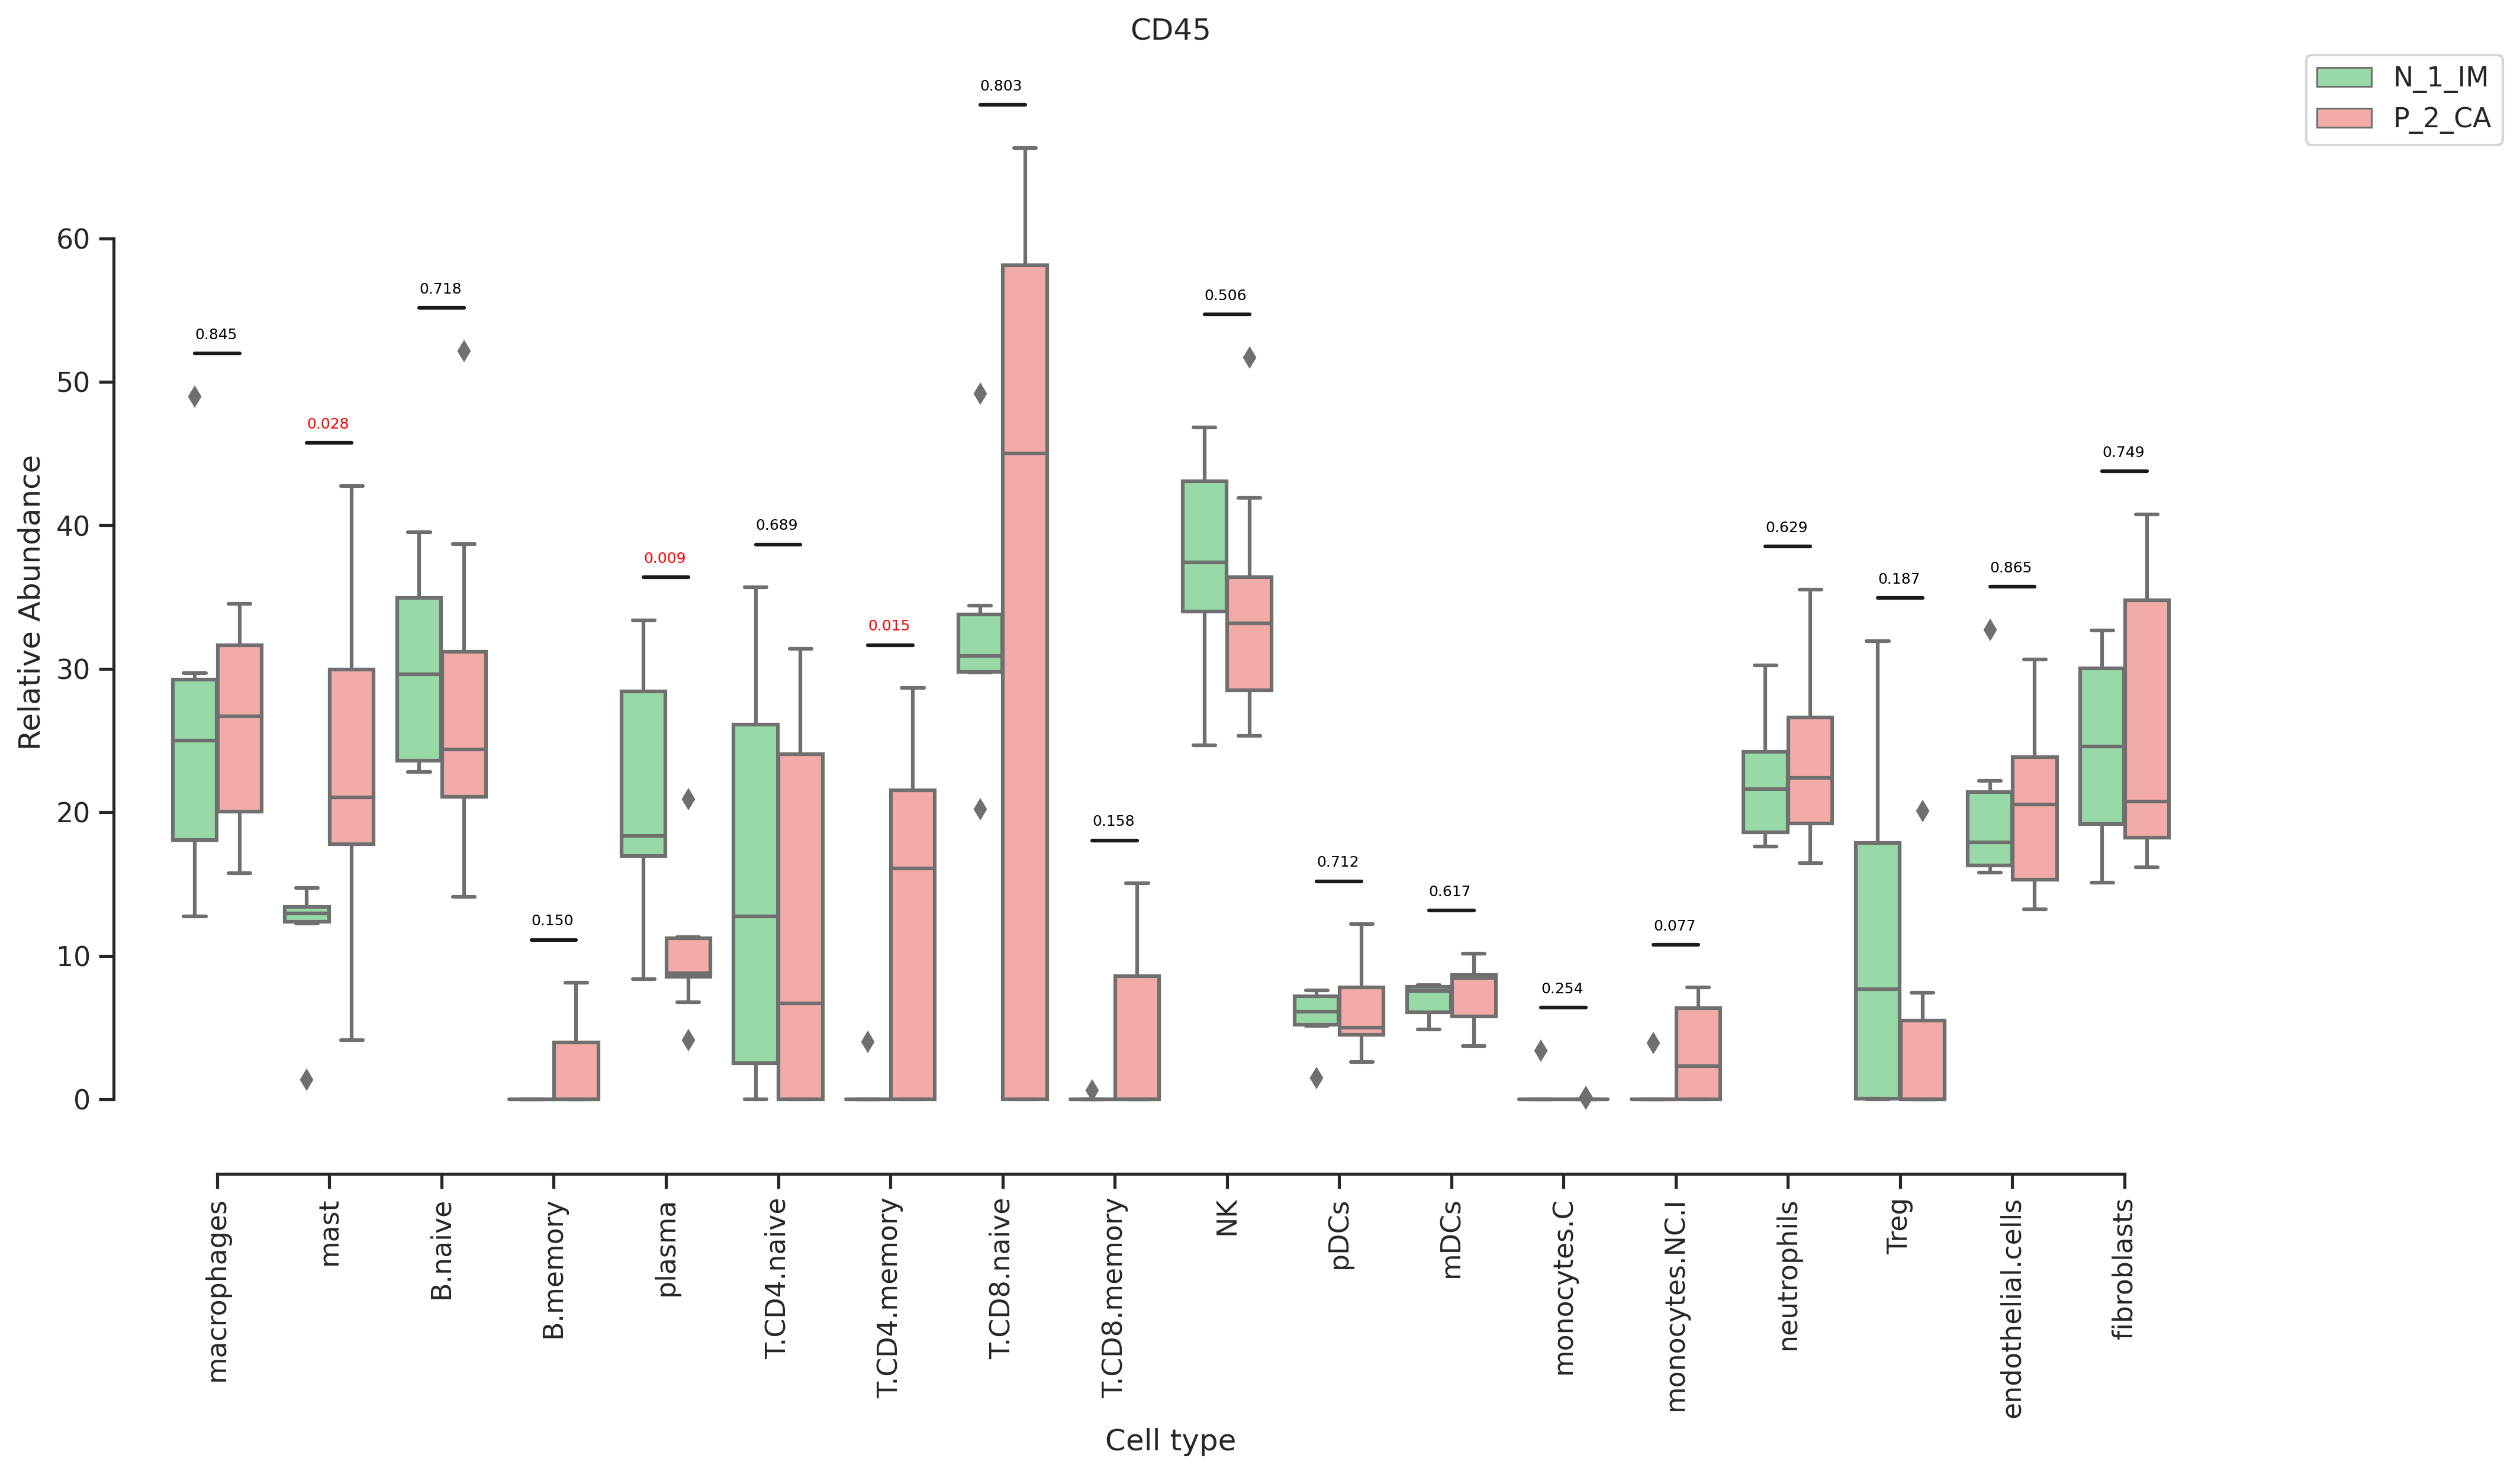 CD45
N_1_IM
P_2_CA
Relative Abundance
60
50
40
30
20
10
0
0.845
0.028
0.718
0.150
0.009
0.689
0.015
0.803
0.158
0.506
0.712
0.617
0.254
0.077
0.629
0.187
0.865
0.749
macrophages
mast
B.naive
B.memory
plasma
T.CD4.naive
T.CD4.memory
T.CD8.naive
T.CD8.memory
NK
pDCs
mDCs
monocytes.C
monocytes.NC.I
neutrophils
Treg
endothelial.cells
fibroblasts
Cell type